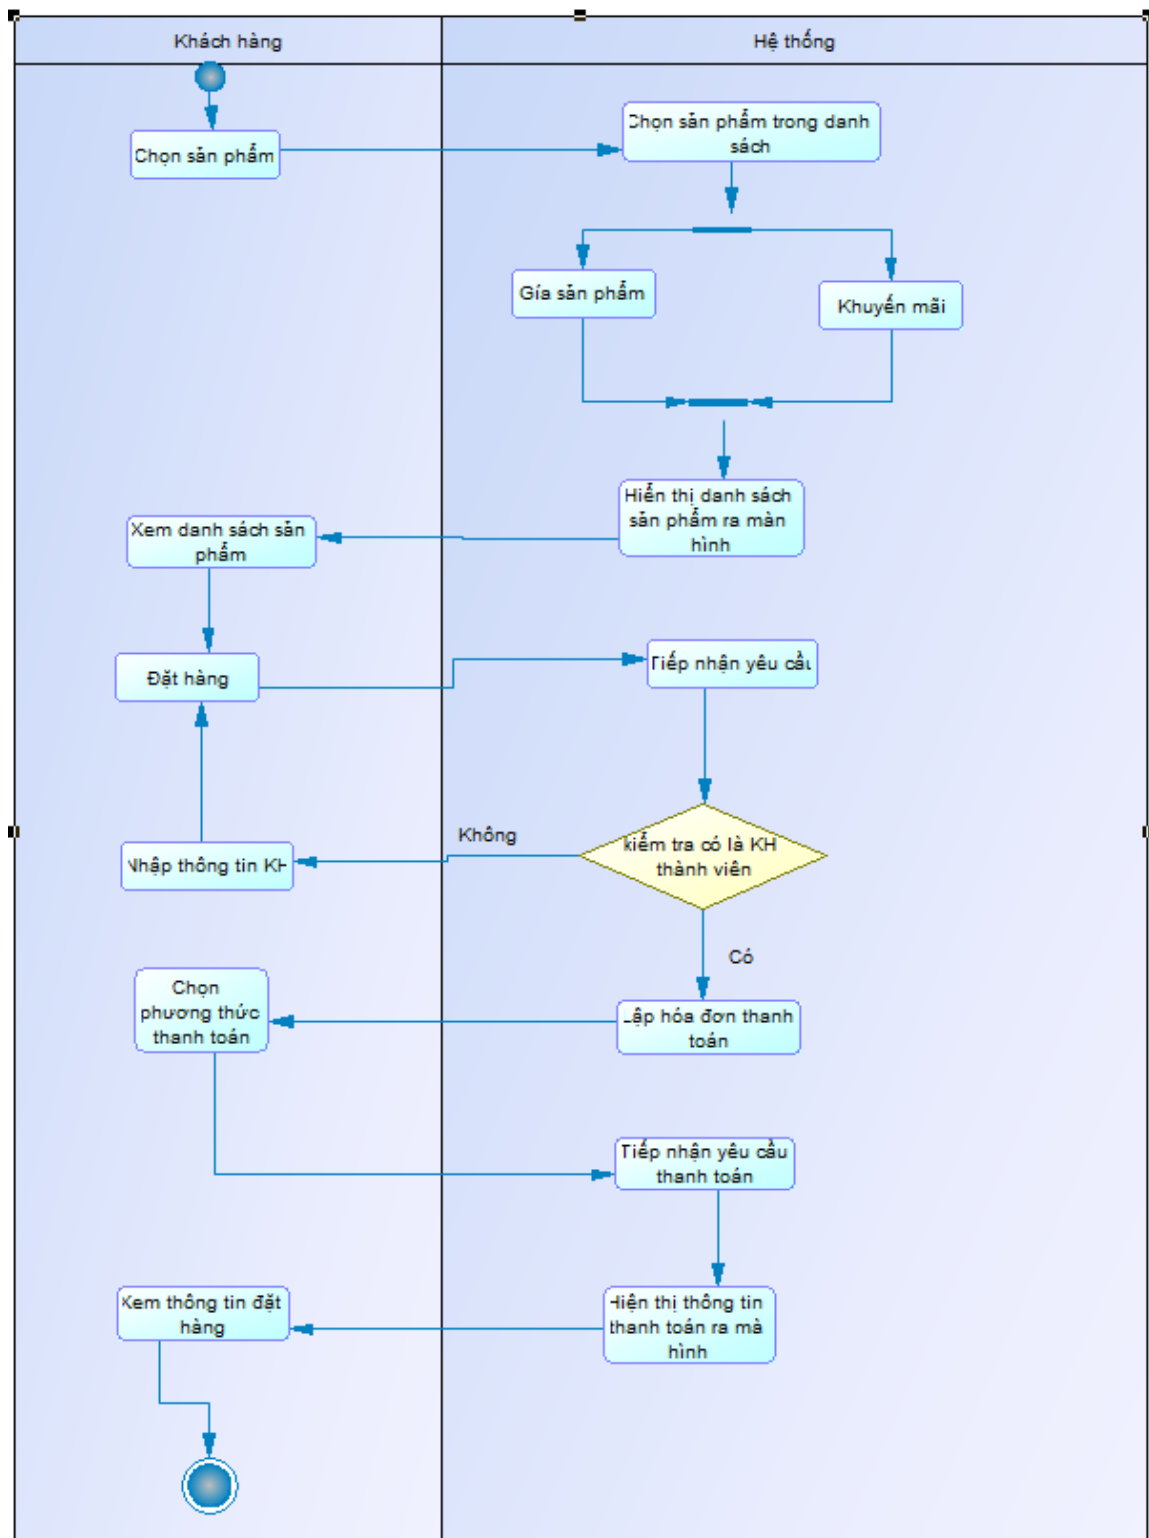 Khách hàng
Hệ thống
Chọn sản phẩm
Chọn sản phẩm trong danh
sách
Gía sản phẩm
Khuyến mãi
Hiển thị danh sách
sản phẩm ra màn
hình
Xem danh sách sản
phẩm
Đặt hàng
Tiếp nhận yêu cầu
Không
kiểm tra có là KH
thành viên
Nhập thông tin KH
Có
Chọn
phương thức
thanh toán
Lập hóa đơn thanh
toán
Tiếp nhận yêu cầu
thanh toán
Xem thông tin đặt
hàng
Hiện thị thông tin
thanh toán ra mà
hình